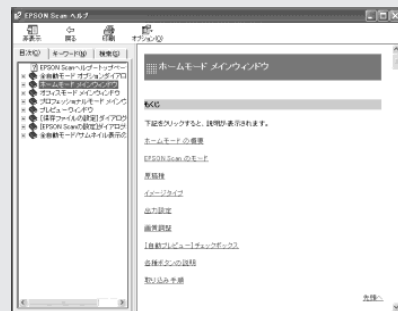 EPSON Scan ヘルプ
非表示 戻る 印刷 オプション(O)
目次(C) キーワード(N) 検索(S)
EPSON Scanヘルプートップペー
全自動モード オプションダイアロ
ホームモード メインウィンドウ
オフィスモード メインウィンドウ
プロフェッショナルモード メインウ
プレビューウィンドウ
[保存ファイルの設定]ダイアログ
[EPSON Scanの設定]ダイアログ
全自動モード/サムネイル表示の
ホームモード メインウィンドウ
もくじ
下記をクリックすると、説明が表示されます。
ホームモードの概要
EPSON Scan のモード
原稿種
イメージタイプ
出力設定
画質調整
[自動プレビュー]チェックボックス
各種ボタンの説明
取り込み手順
先頭へ